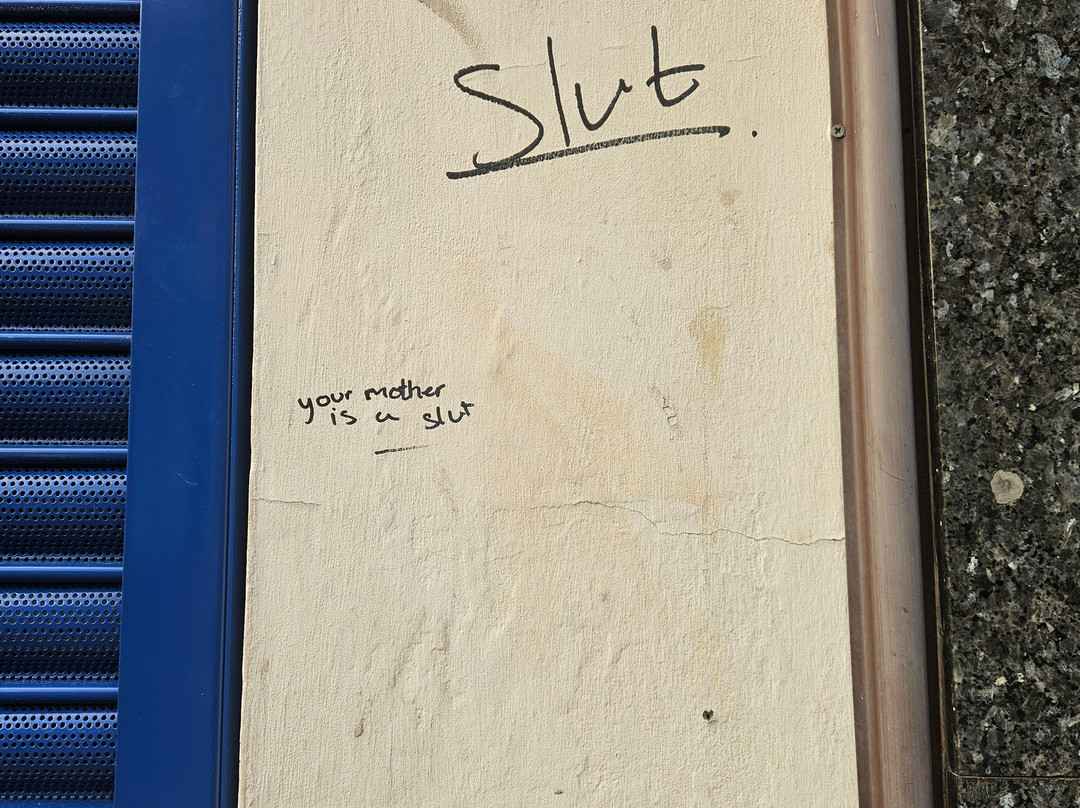 Slut.
your mother
is a slut